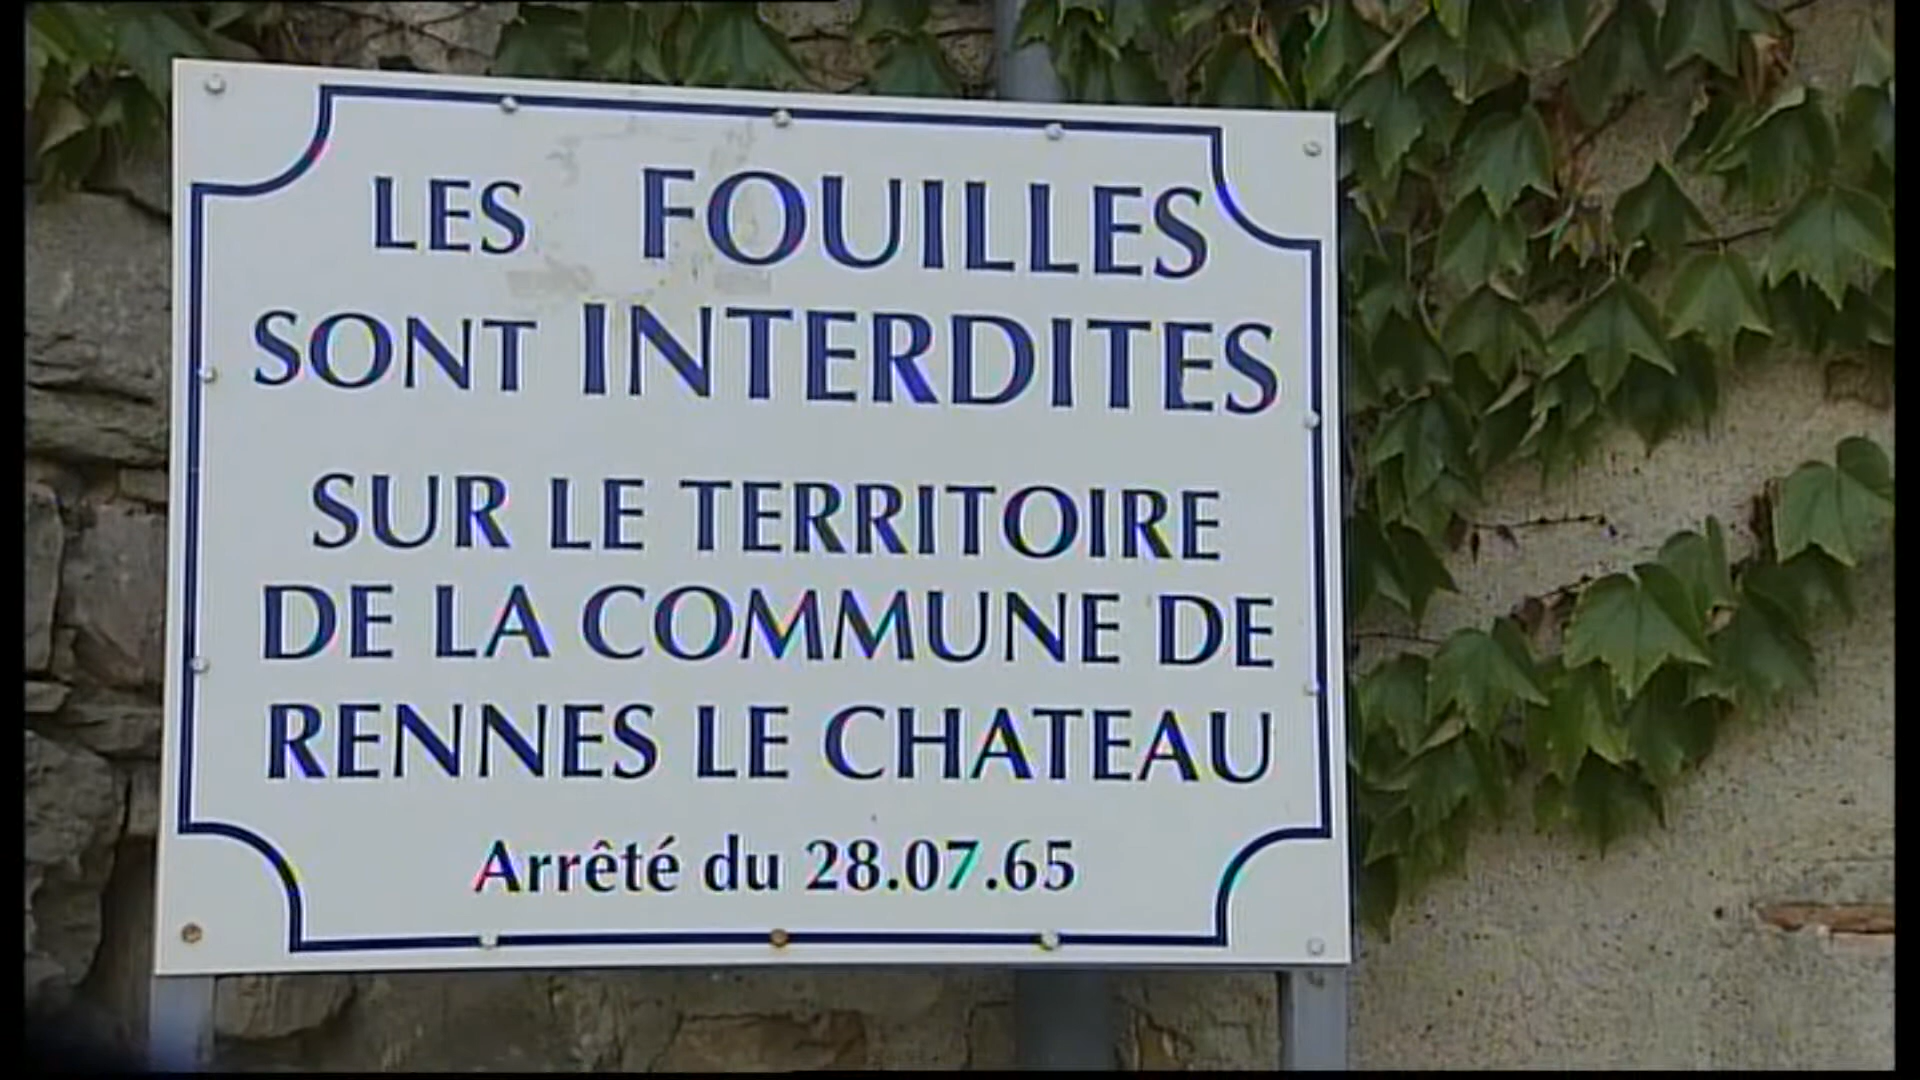 LES FOUILLES
SONT INTERDITES
SUR LE TERRITOIRE
DE LA COMMUNE DE
RENNES LE CHATEAU
Arrêté du 28.07.65